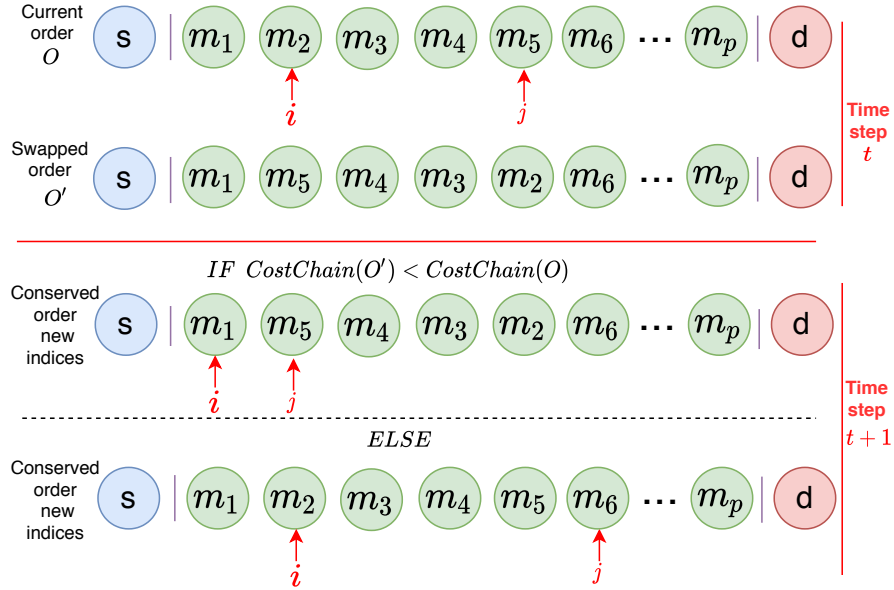 Current
order
O
s | m₁ m₂ m₃ m₄ m₅ m₆ ... mₚ | d
i j
Swapped
order
O′
s | m₁ m₅ m₄ m₃ m₂ m₆ ... mₚ | d
Time
step
t
IF CostChain(O′) < CostChain(O)
Conserved
order
new
indices
s | m₁ m₅ m₄ m₃ m₂ m₆ ... mₚ | d
i j
ELSE
Conserved
order
new
indices
s | m₁ m₂ m₃ m₄ m₅ m₆ ... mₚ | d
i j
Time
step
t + 1